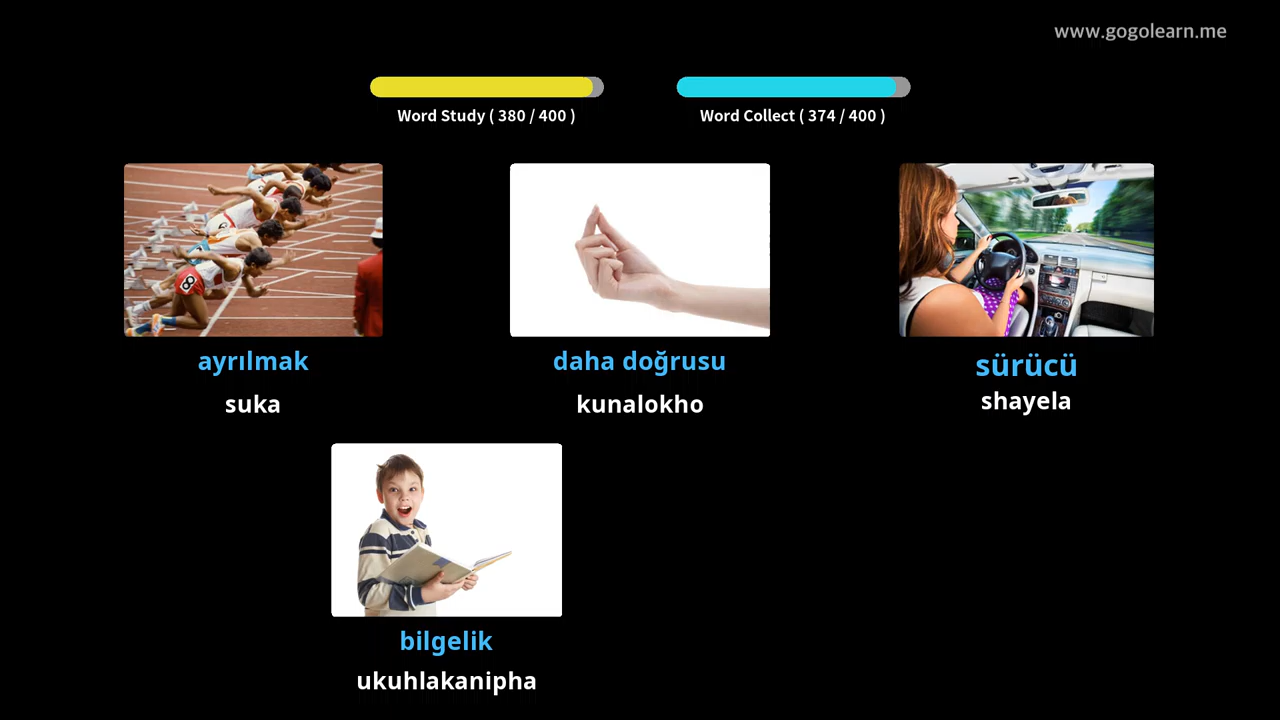 www.gogolearn.me
Word Study ( 380 / 400 )
Word Collect ( 374 / 400 )
8
ayrılmak
suka
daha doğrusu
kunalokho
sürücü
shayela
bilgelik
ukuhlakanipha